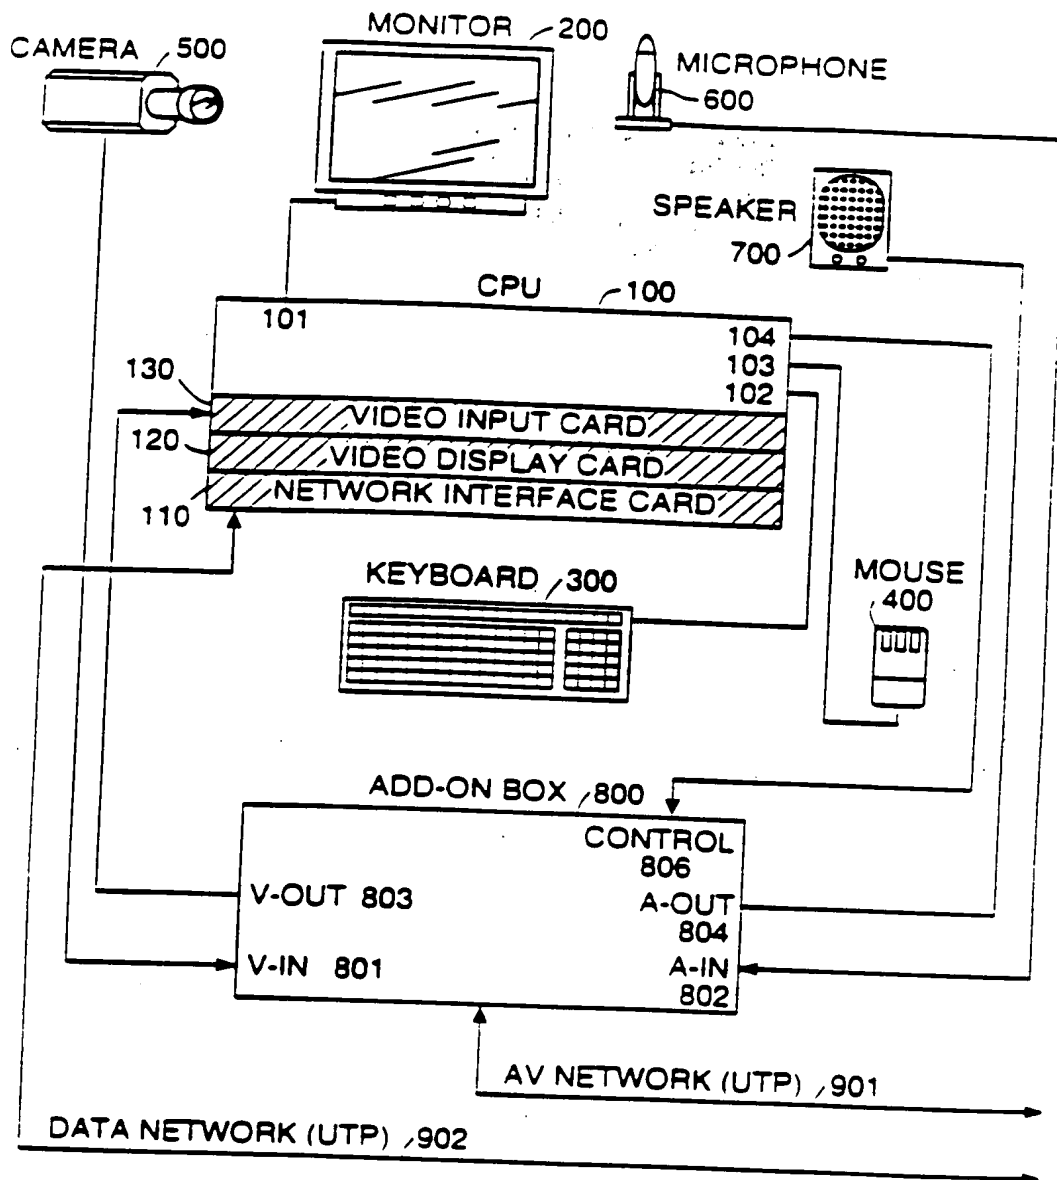 MONITOR 200
CAMERA 500
MICROPHONE
600
SPEAKER
700
CPU 100
101
104
103
102
130
VIDEO INPUT CARD
120
VIDEO DISPLAY CARD
110
NETWORK INTERFACE CARD
KEYBOARD 300
MOUSE
400
ADD-ON BOX 800
CONTROL
806
V-OUT 803
A-OUT
804
V-IN 801
A-IN
802
AV NETWORK (UTP) 901
DATA NETWORK (UTP) 902